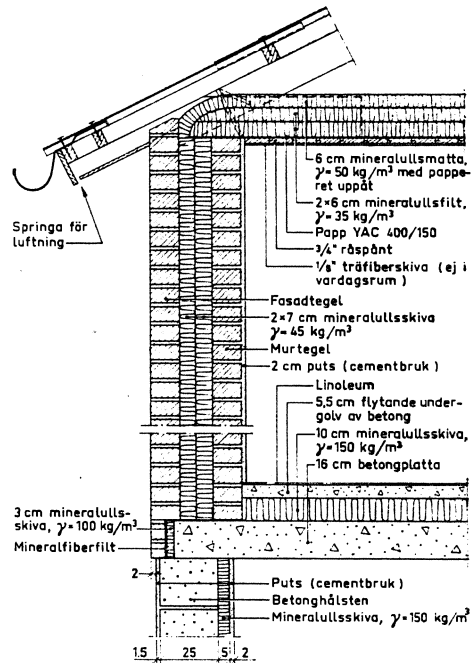 6 cm mineralullsmatta,
γ= 50 kg/m³ med pappe-
ret uppåt
2×6 cm mineralullsfilt,
γ= 35 kg/m³
Springa för
luftning
Papp YAC 400/150
3/4" råspånt
1/8" träfiberskiva (ej i
vardagsrum)
Fasadtegel
2×7 cm mineralullsskiva
γ= 45 kg/m³
Murtegel
2 cm puts (cementbruk)
Linoleum
5,5 cm flytande under-
golv av betong
10 cm mineralullsskiva,
γ=150 kg/m³
16 cm betongplatta
3 cm mineralulls-
skiva, γ=100 kg/m³
Mineralfiberfilt
2
Puts (cementbruk)
Betonghålsten
Mineralullsskiva, γ=150 kg/m³
1.5 25 5 2